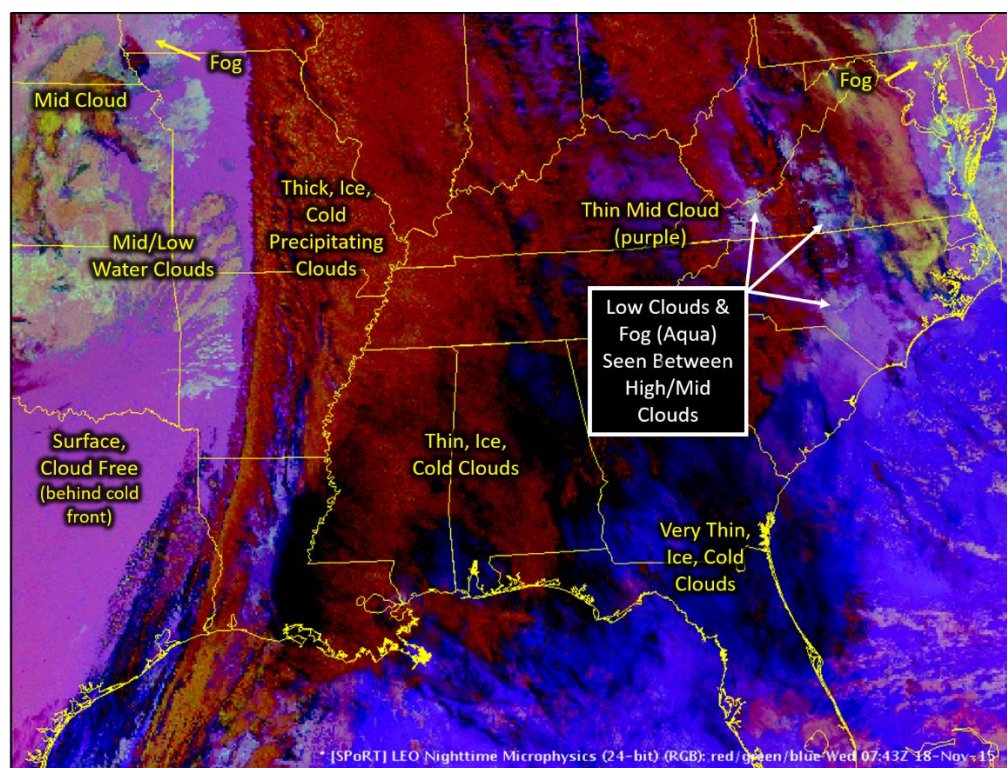 Fog
Mid Cloud
Fog
Thick, Ice,
Cold
Precipitating
Clouds
Thin Mid Cloud
(purple)
Mid/Low
Water Clouds
Low Clouds &
Fog (Aqua)
Seen Between
High/Mid
Clouds
Surface,
Cloud Free
(behind cold
front)
Thin, Ice,
Cold Clouds
Very Thin,
Ice, Cold
Clouds
* [SPoRT] LEO Nighttime Microphysics (24-bit) (RGB): red/green/blue Wed 07:43Z 18-Nov-15